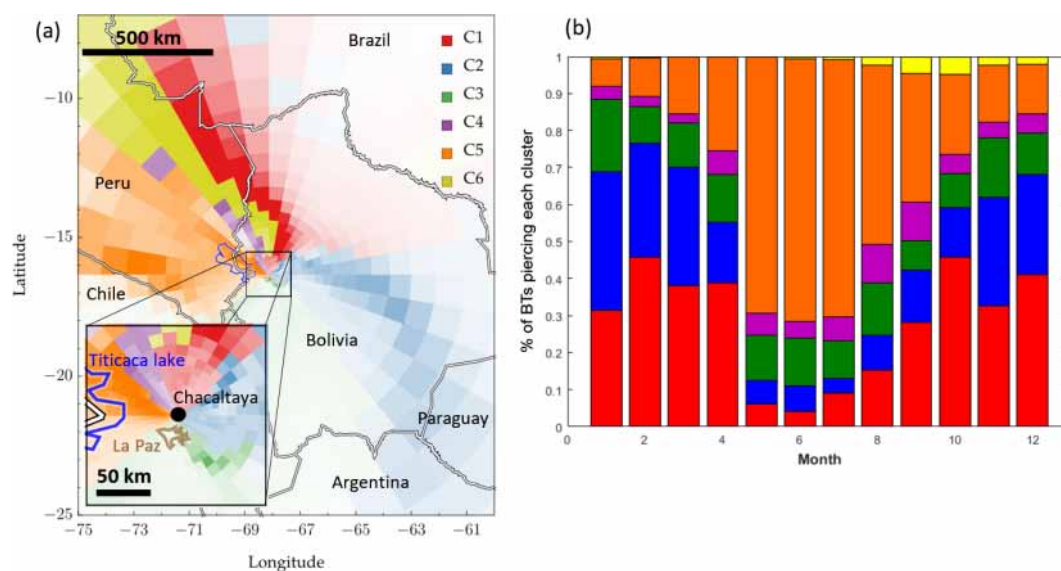 (a)
500 km
Brazil
C1
C2
C3
C4
C5
C6
Peru
Chile
Bolivia
Titicaca lake
Chacaltaya
La Paz
50 km
Paraguay
Argentina
−10
−15
−20
−25
Latitude
−75 −73 −71 −69 −67 −65 −63 −61
Longitude
(b)
1
0.9
0.8
0.7
0.6
0.5
0.4
0.3
0.2
0.1
0
% of BTs piercing each cluster
0 2 4 6 8 10 12
Month